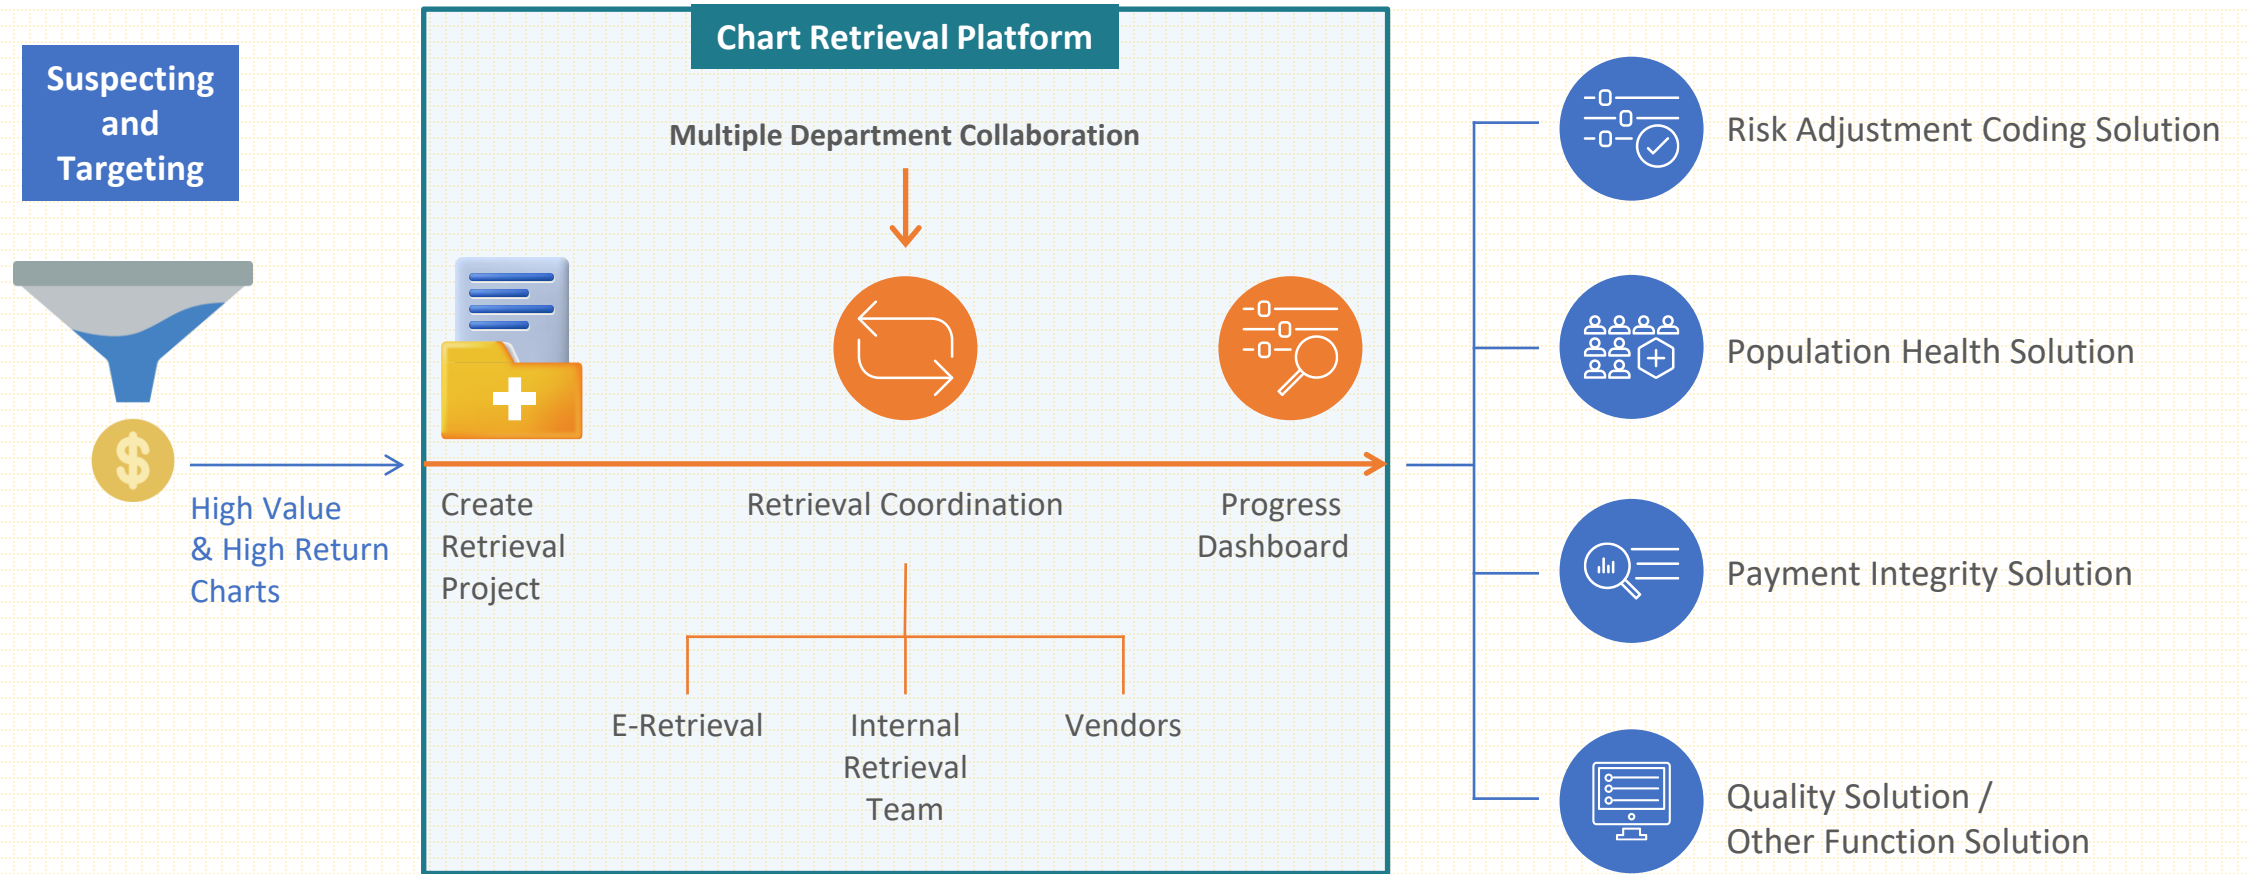 Suspecting
and
Targeting
High Value
& High Return
Charts
Chart Retrieval Platform
Multiple Department Collaboration
Create
Retrieval
Project
Retrieval Coordination
Progress
Dashboard
E-Retrieval
Internal
Retrieval
Team
Vendors
Risk Adjustment Coding Solution
Population Health Solution
Payment Integrity Solution
Quality Solution /
Other Function Solution